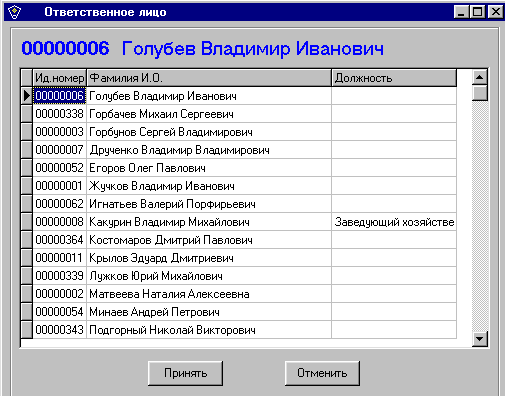 Ответственное лицо
00000006 Голубев Владимир Иванович
Ид.номер Фамилия И.О. Должность
00000006 Голубев Владимир Иванович
00000338 Горбачев Михаил Сергеевич
00000003 Горбунов Сергей Владимирович
00000007 Друченко Владимир Владимирович
00000052 Егоров Олег Павлович
00000001 Жучков Владимир Иванович
00000062 Игнатьев Валерий Порфирьевич
00000008 Какурин Владимир Михайлович Заведующий хозяйстве
00000364 Костомаров Дмитрий Павлович
00000011 Крылов Эдуард Дмитриевич
00000339 Лужков Юрий Михайлович
00000002 Матвеева Наталия Алексеевна
00000054 Минаев Андрей Петрович
00000343 Подгорный Николай Викторович
Принять Отменить